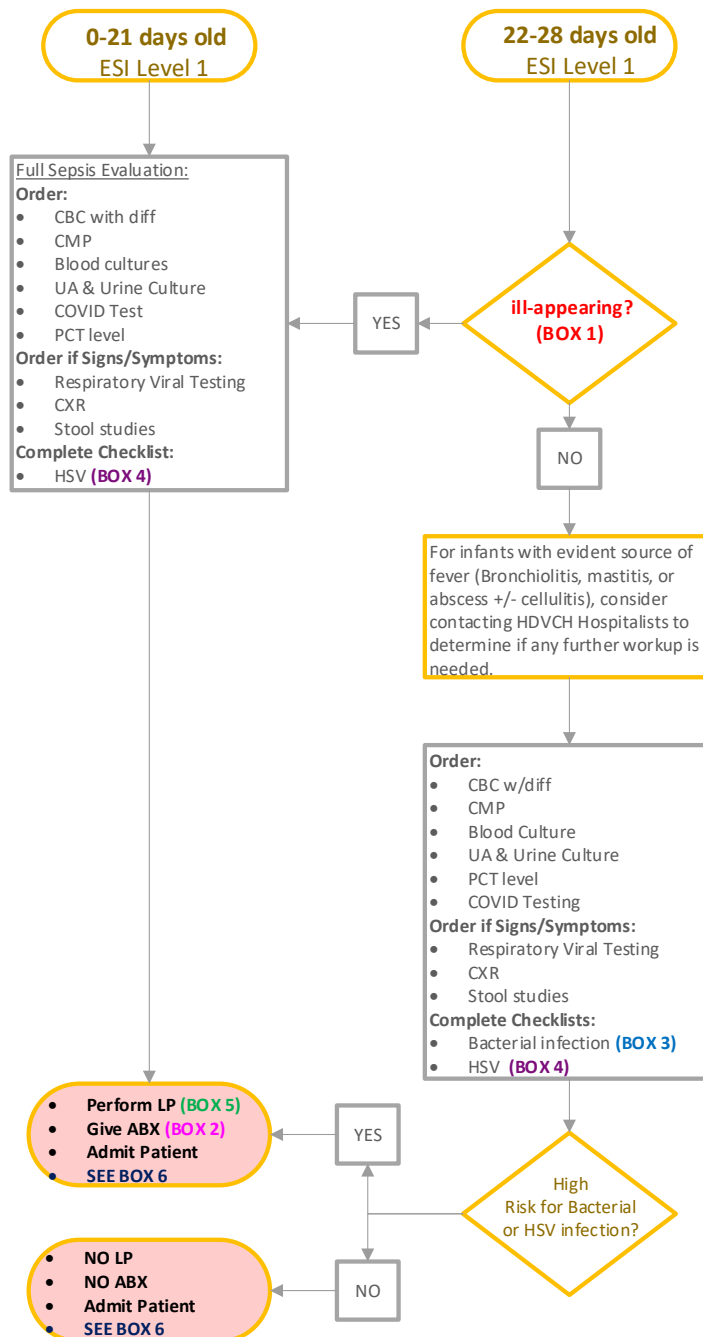 0-21 days old
ESI Level 1
22-28 days old
ESI Level 1
Full Sepsis Evaluation:
Order:
• CBC with diff
• CMP
• Blood cultures
• UA & Urine Culture
• COVID Test
• PCT level
Order if Signs/Symptoms:
• Respiratory Viral Testing
• CXR
• Stool studies
Complete Checklist:
• HSV (BOX 4)
YES
ill-appearing?
(BOX 1)
NO
For infants with evident source of
fever (Bronchiolitis, mastitis, or
abscess +/- cellulitis), consider
contacting HDVCH Hospitalists to
determine if any further workup is
needed.
Order:
• CBC w/diff
• CMP
• Blood Culture
• UA & Urine Culture
• PCT level
• COVID Testing
Order if Signs/Symptoms:
• Respiratory Viral Testing
• CXR
• Stool studies
Complete Checklists:
• Bacterial infection (BOX 3)
• HSV (BOX 4)
• Perform LP (BOX 5)
• Give ABX (BOX 2)
• Admit Patient
• SEE BOX 6
YES
High
Risk for Bacterial
or HSV infection?
NO
• NO LP
• NO ABX
• Admit Patient
• SEE BOX 6